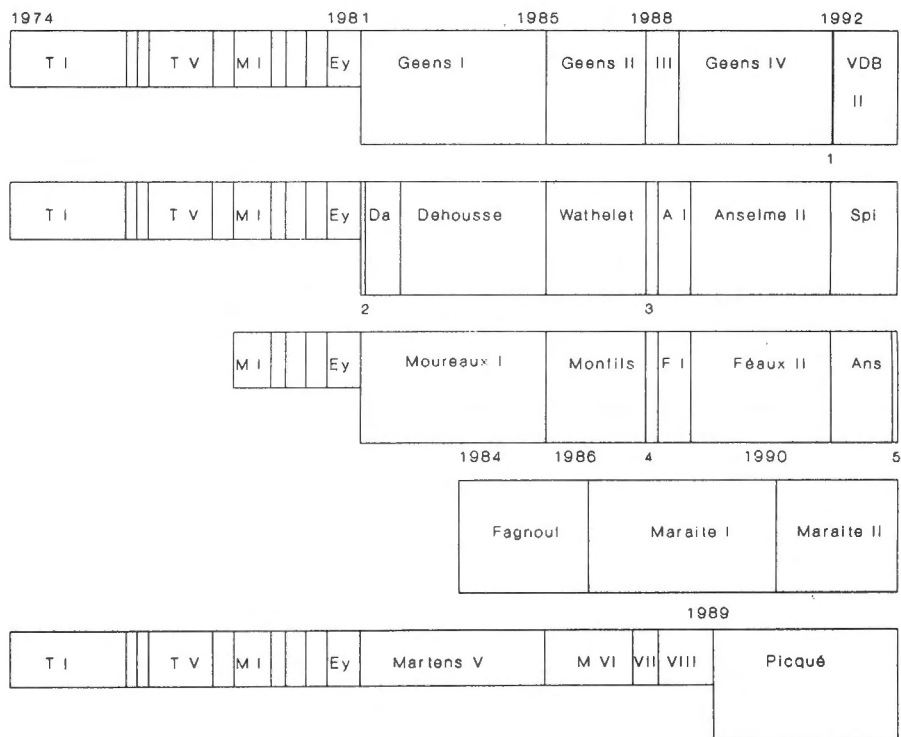 1974 1981 1985 1988 1992
T I T V M I Ey Geens I Geens II III Geens IV VDB
II
1
T I T V M I Ey Da Dehousse Wathelet A I Anselme II Spi
2 3
M I Ey Moureaux I Monfils F I Féaux II Ans
1984 1986 4 1990 5
Fagnoul Maraite I Maraite II
1989
T I T V M I Ey Martens V M VI VII VIII Picqué